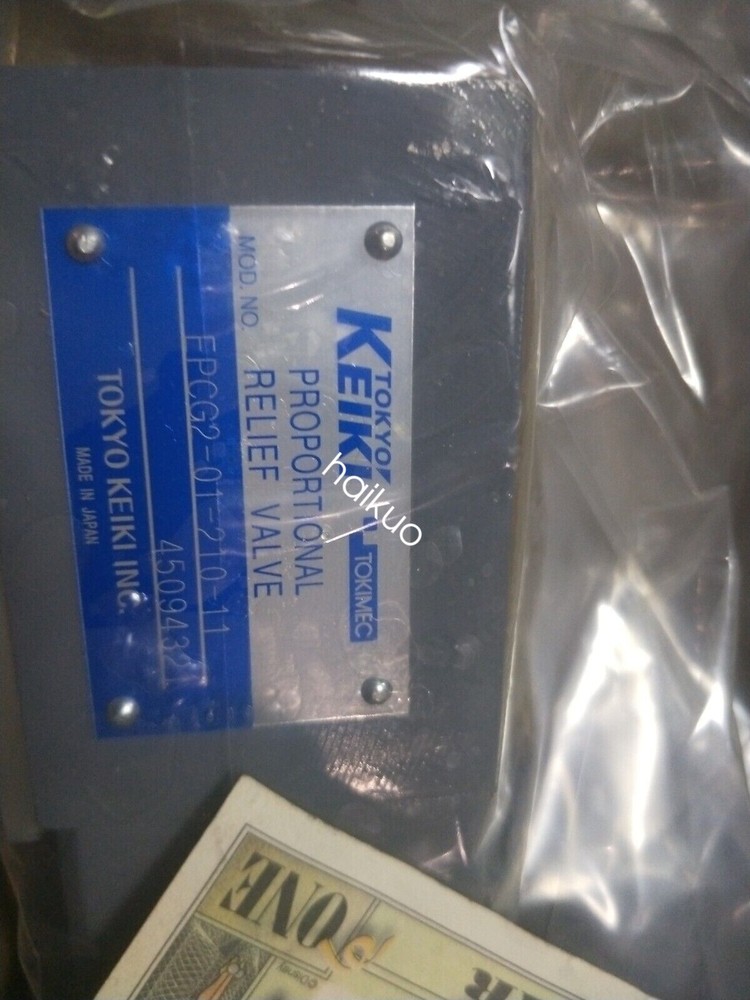 TOKYO
KEIKI
TOKIMEC
PROPORTIONAL
RELIEF VALVE
MOD. NO.
EPCG2-01-210-11
4509432
TOKYO KEIKI INC.
MADE IN JAPAN
haikuo
ONE